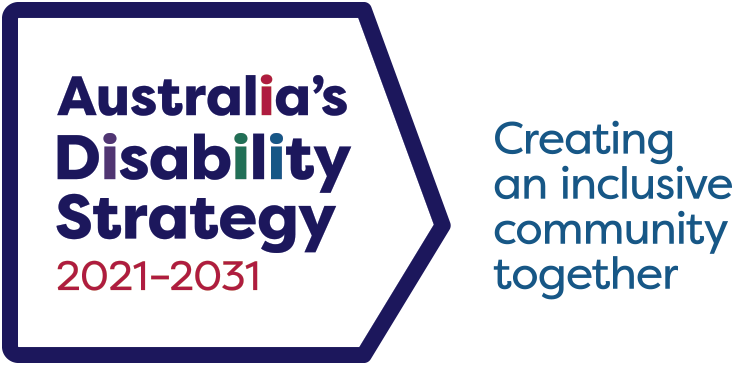 Australia’s
Disability
Strategy
2021–2031
Creating
an inclusive
community
together